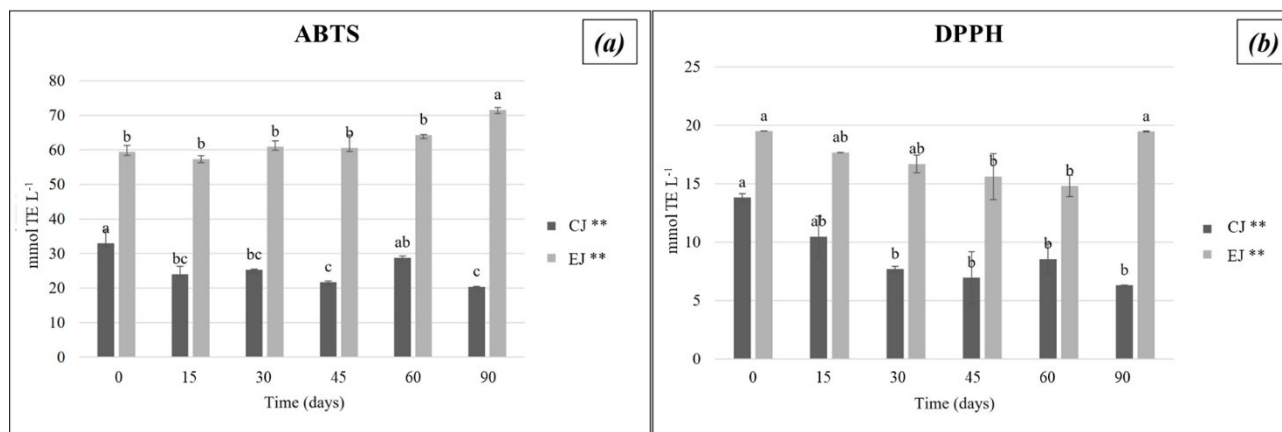 ABTS
(a)
80
70
60
50
40
30
20
10
0
mmol TE L⁻¹
a
b
bc
b
bc
b
c
b
ab
b
c
a
0 15 30 45 60 90
Time (days)
CJ **
EJ **
DPPH
(b)
25
20
15
10
5
0
mmol TE L⁻¹
a
a
ab
ab
b
ab
b
b
b
b
b
a
0 15 30 45 60 90
Time (days)
CJ **
EJ **